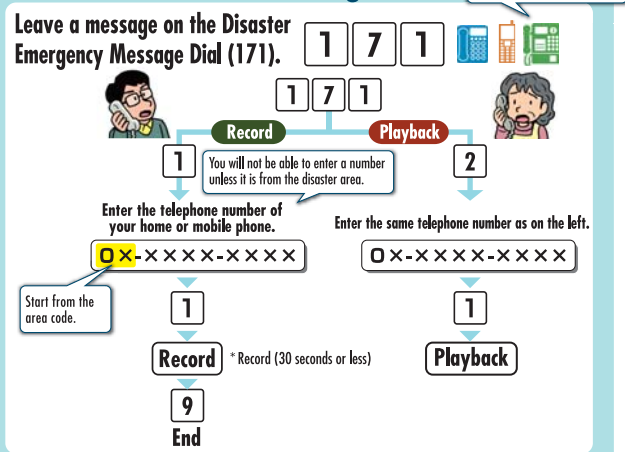 Leave a message on the Disaster
Emergency Message Dial (171).
1 7 1
1 7 1
Record
Playback
1
You will not be able to enter a number
unless it is from the disaster area.
2
Enter the telephone number of
your home or mobile phone.
Enter the same telephone number as on the left.
0×-××××-××××
0×-××××-××××
Start from the
area code.
1
1
Record
* Record (30 seconds or less)
Playback
9
End